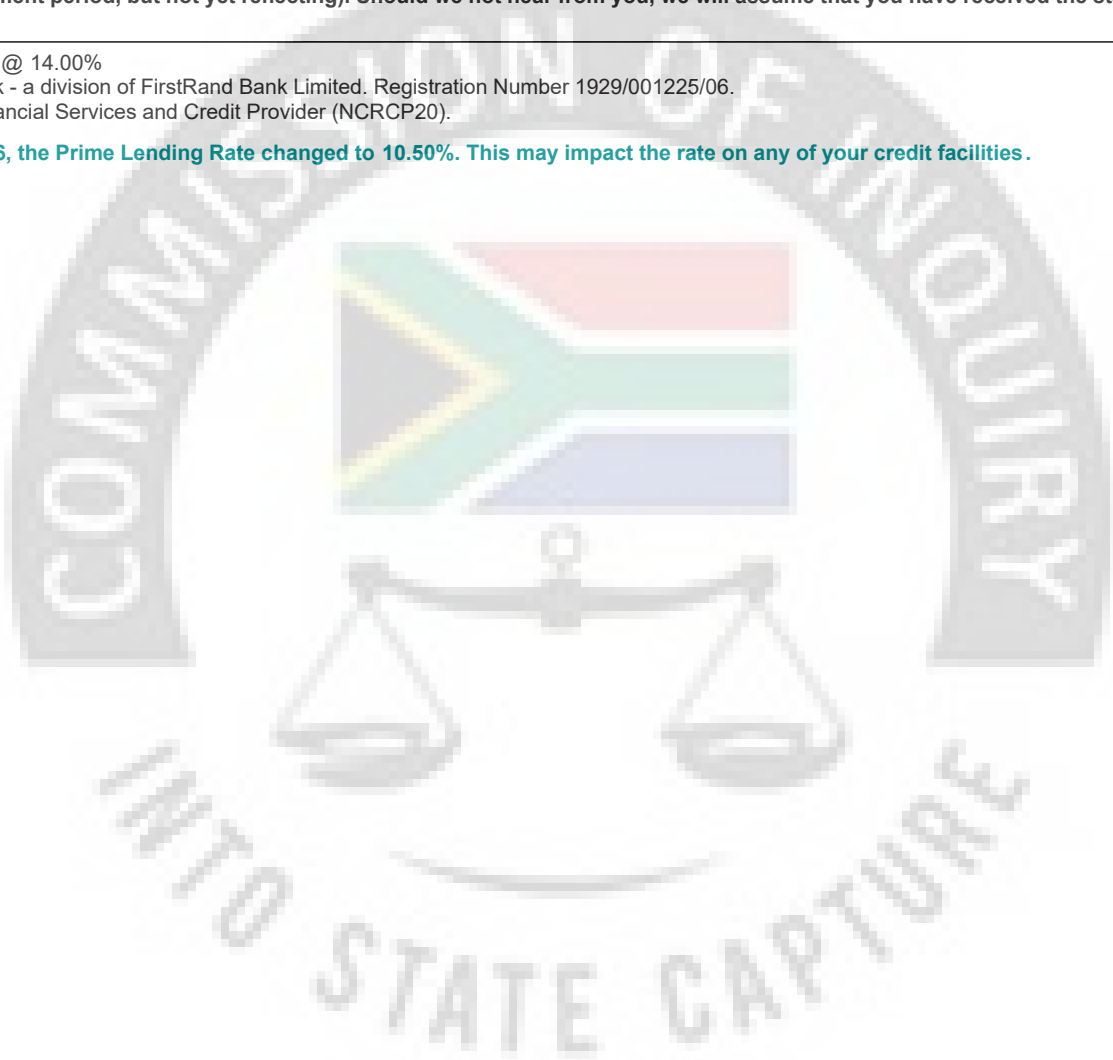 ent period, but not yet reflecting). Should we not hear from you, we will assume that you have received the st
@ 14.00%
- a division of FirstRand Bank Limited. Registration Number 1929/001225/06.
ancial Services and Credit Provider (NCRCP20).
6, the Prime Lending Rate changed to 10.50%. This may impact the rate on any of your credit facilities.
COMMISSION OF INQUIRY
INTO STATE CAPTURE